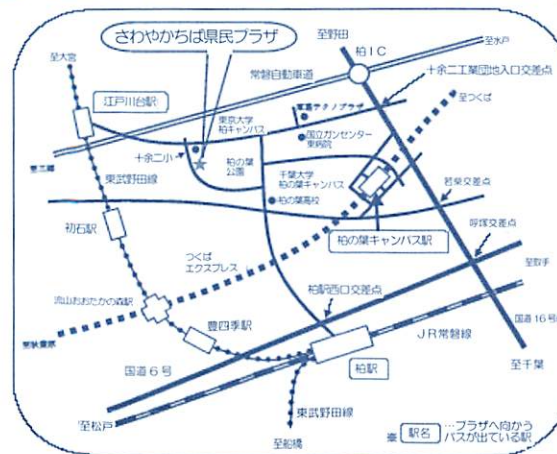 さわやかちば県民プラザ
至野田
至水戸
至大宮
柏IC
常磐自動車道
十余二工業団地入口交差点
江戸川台駅
東葛テクノプラザ
至つくば
東京大学
柏キャンパス
国立ガンセンター
東病院
十余二小
柏の葉
公園
千葉大学
柏の葉キャンパス
至三郷
東武野田線
若柴交差点
柏の葉高校
柏の葉キャンパス駅
呼塚交差点
初石駅
つくば
エクスプレス
至取手
流山おおたかの森駅
柏駅西口交差点
豊四季駅
国道16号
JR常磐線
至秋葉原
国道6号
柏駅
至千葉
東武野田線
至松戸
至船橋
※ 駅名 …プラザへ向かう
バスが出ている駅